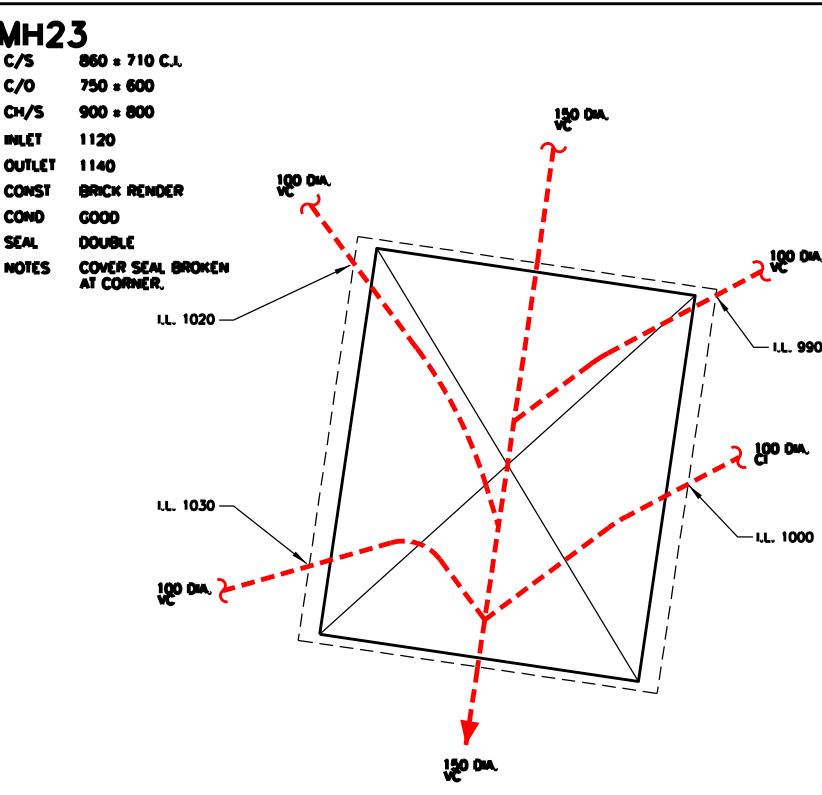 MH23
C/S 860 x 710 C.I.
C/O 750 x 600
CH/S 900 x 800
INLET 1120
OUTLET 1140
CONST BRICK RENDER
COND GOOD
SEAL DOUBLE
NOTES COVER SEAL BROKEN
AT CORNER.
150 DIA.
VC
100 DIA.
VC
100 DIA.
VC
I.L. 1020
I.L. 990
100 DIA.
CI
I.L. 1030
I.L. 1000
100 DIA.
VC
150 DIA.
VC